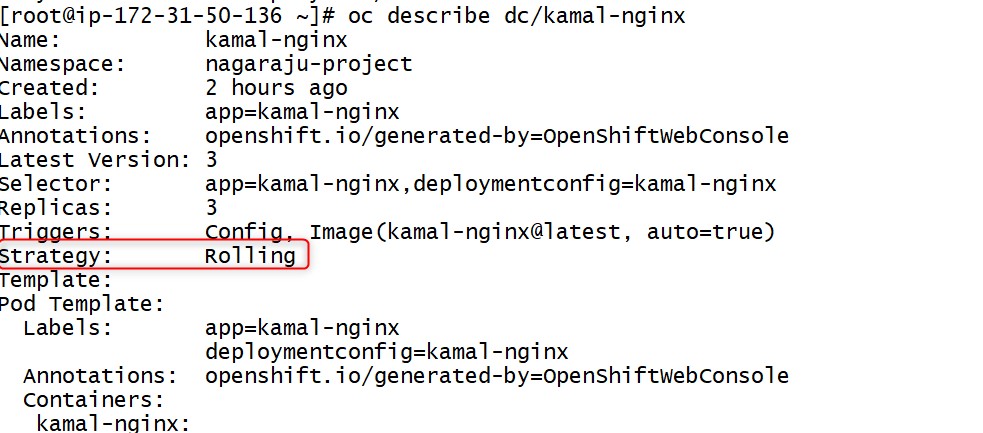 [root@ip-172-31-50-136 ~]# oc describe dc/kamal-nginx
Name: kamal-nginx
Namespace: nagaraju-project
Created: 2 hours ago
Labels: app=kamal-nginx
Annotations: openshift.io/generated-by=OpenShiftWebConsole
Latest Version: 3
Selector: app=kamal-nginx,deploymentconfig=kamal-nginx
Replicas: 3
Triggers: Config, Image(kamal-nginx@latest, auto=true)
Strategy: Rolling
Template:
Pod Template:
  Labels: app=kamal-nginx
          deploymentconfig=kamal-nginx
  Annotations: openshift.io/generated-by=OpenShiftWebConsole
  Containers:
   kamal-nginx: